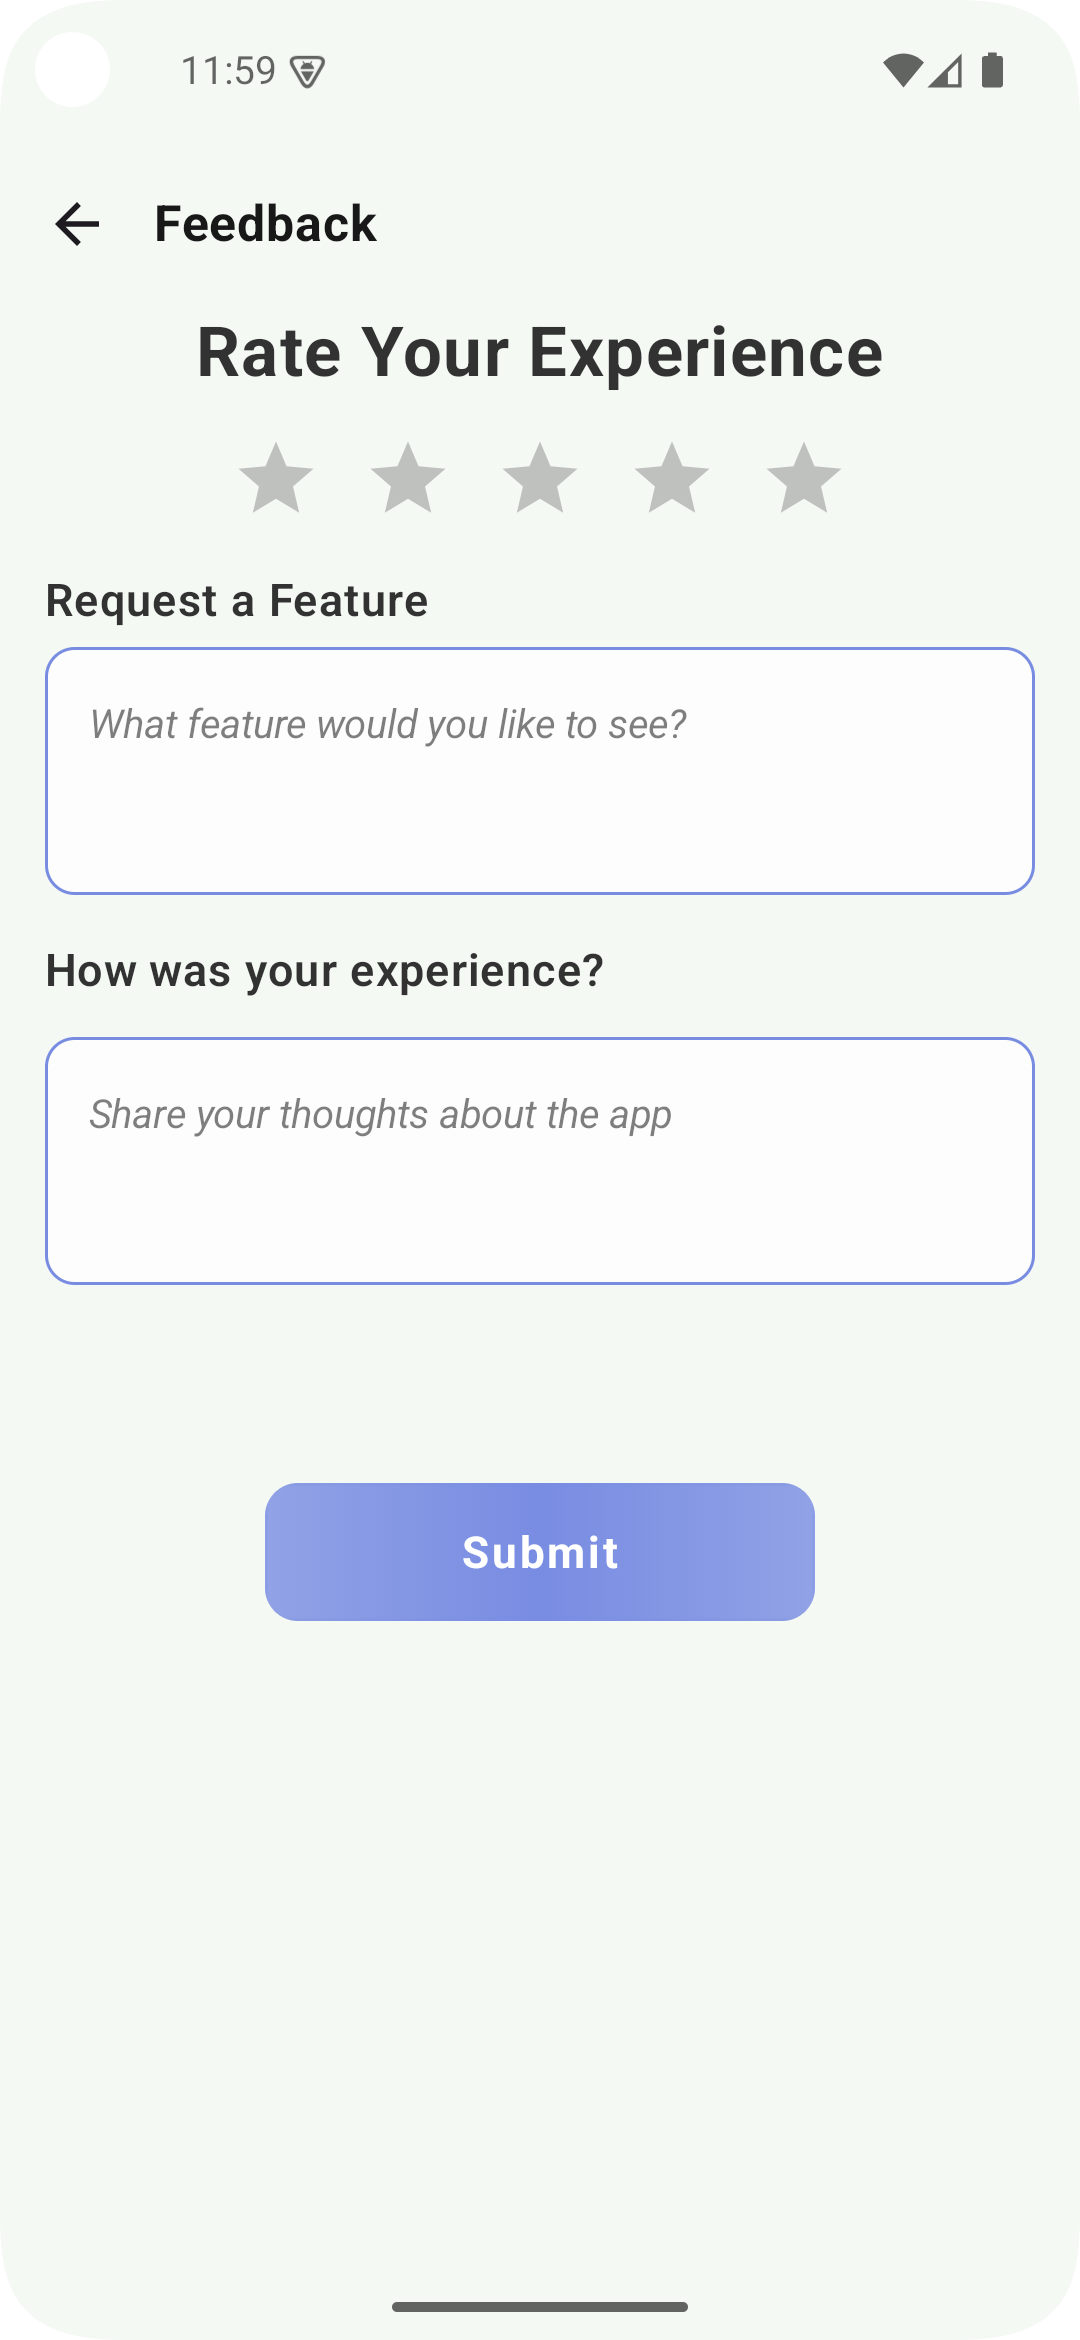 11:59
Feedback
Rate Your Experience
Request a Feature
What feature would you like to see?
How was your experience?
Share your thoughts about the app
Submit